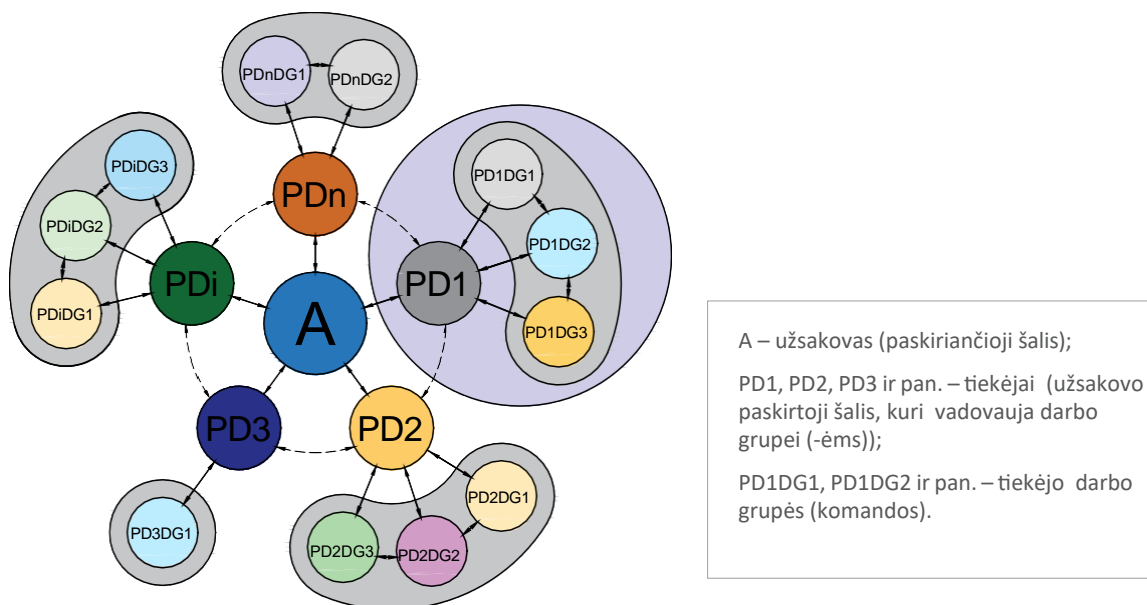 PDnDG1
PDnDG2
PDiDG3
PDiDG2
PDiDG1
PDn
PDi
A
PD1
PD1DG1
PD1DG2
PD1DG3
PD3
PD2
PD3DG1
PD2DG1
PD2DG2
PD2DG3
A – užsakovas (paskiriančioji šalis);
PD1, PD2, PD3 ir pan. – tiekėjai (užsakovo
paskirtoji šalis, kuri vadovauja darbo
grupei (-ėms));
PD1DG1, PD1DG2 ir pan. – tiekėjo darbo
grupės (komandos).